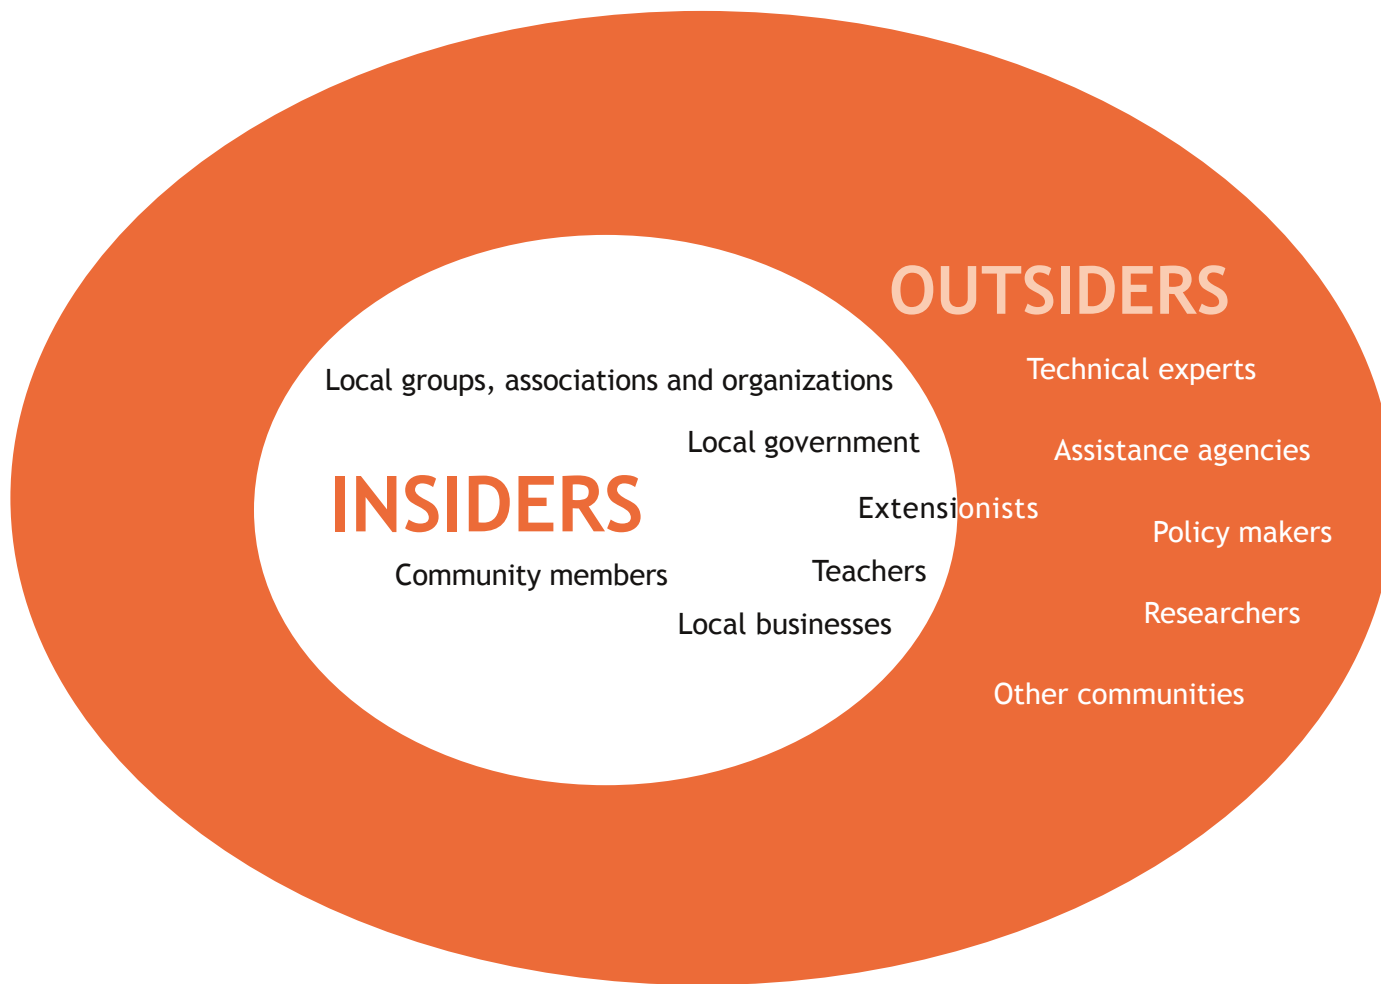 OUTSIDERS
Technical experts
Local groups, associations and organizations
Local government
Assistance agencies
INSIDERS
Extensionists
Policy makers
Community members
Teachers
Researchers
Local businesses
Other communities